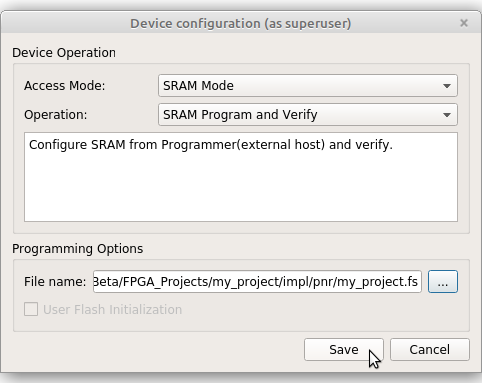 Device configuration (as superuser)
Device Operation
Access Mode: SRAM Mode
Operation: SRAM Program and Verify
Configure SRAM from Programmer(external host) and verify.
Programming Options
File name: Beta/FPGA_Projects/my_project/impl/pnr/my_project.fs ...
User Flash Initialization
Save Cancel